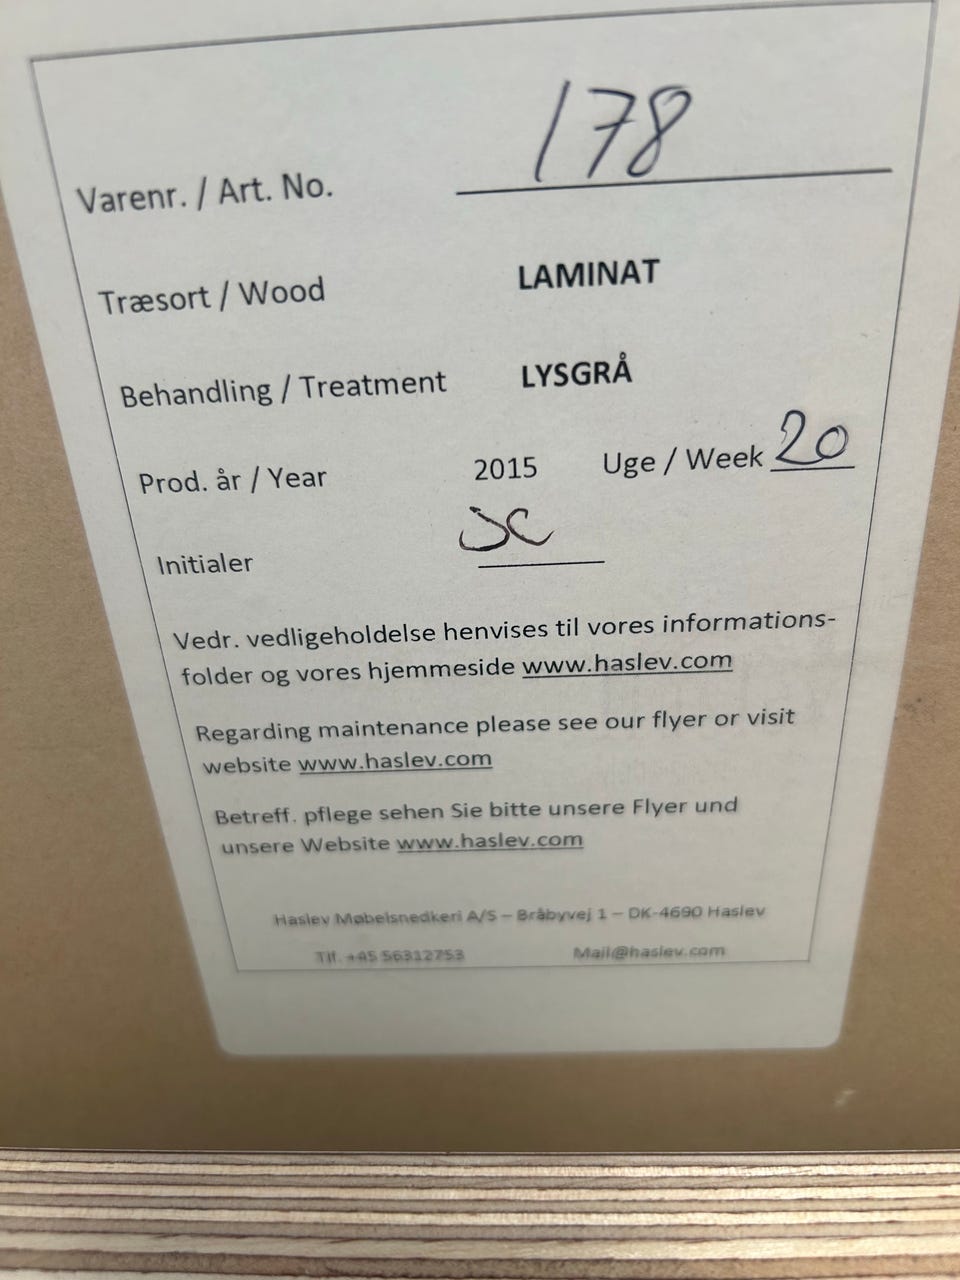 Varenr. / Art. No. 178
Træsort / Wood LAMINAT
Behandling / Treatment LYSGRÅ
Prod. år / Year 2015 Uge / Week 20
Initialer JC
Vedr. vedligeholdelse henvises til vores informations-
folder og vores hjemmeside www.haslev.com
Regarding maintenance please see our flyer or visit
website www.haslev.com
Betreff. pflege sehen Sie bitte unsere Flyer und
unsere Website www.haslev.com
Haslev Møbelsnedkeri A/S – Bråbyvej 1 – DK-4690 Haslev
Tlf. +45 56312753 Mail@haslev.com